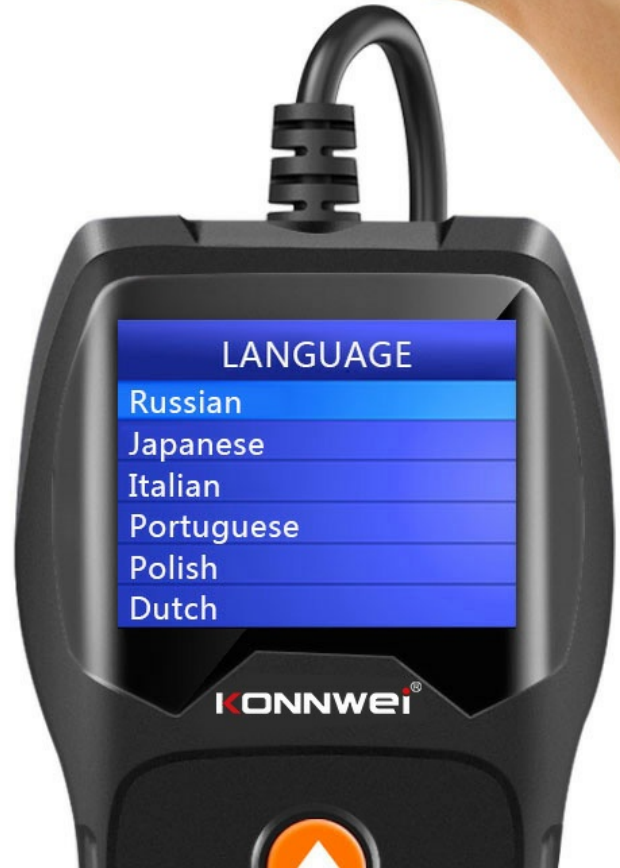 LANGUAGE
Russian
Japanese
Italian
Portuguese
Polish
Dutch
KONNWEI®